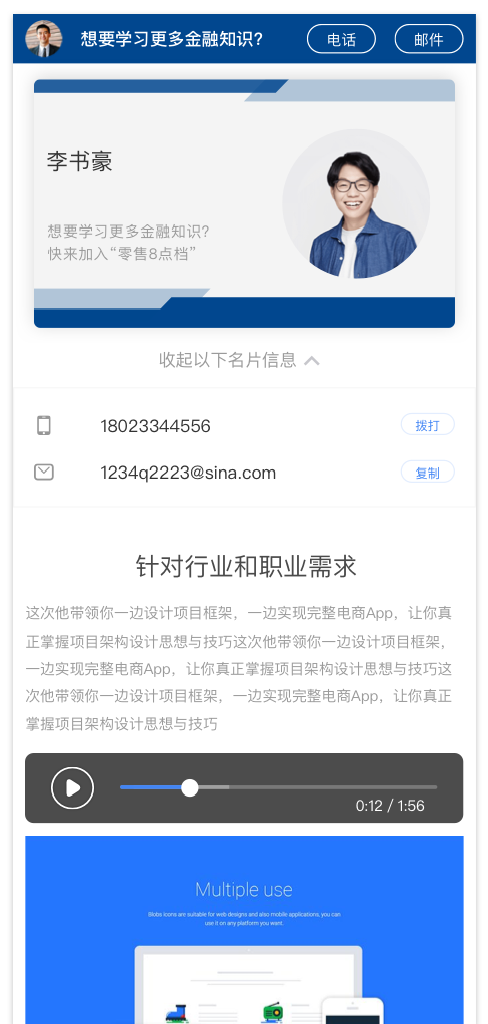 想要学习更多金融知识?
电话
邮件
李书豪
想要学习更多金融知识?
快来加入“零售8点档”
收起以下名片信息
18023344556
拨打
1234q2223@sina.com
复制
针对行业和职业需求
这次他带领你一边设计项目框架，一边实现完整电商App，让你真
正掌握项目架构设计思想与技巧这次他带领你一边设计项目框架，
一边实现完整电商App，让你真正掌握项目架构设计思想与技巧这
次他带领你一边设计项目框架，一边实现完整电商App，让你真正
掌握项目架构设计思想与技巧
0:12 / 1:56
Multiple use
Blobs icons are suitable for web designs and also mobile applications, you can
use it on any platform you want.